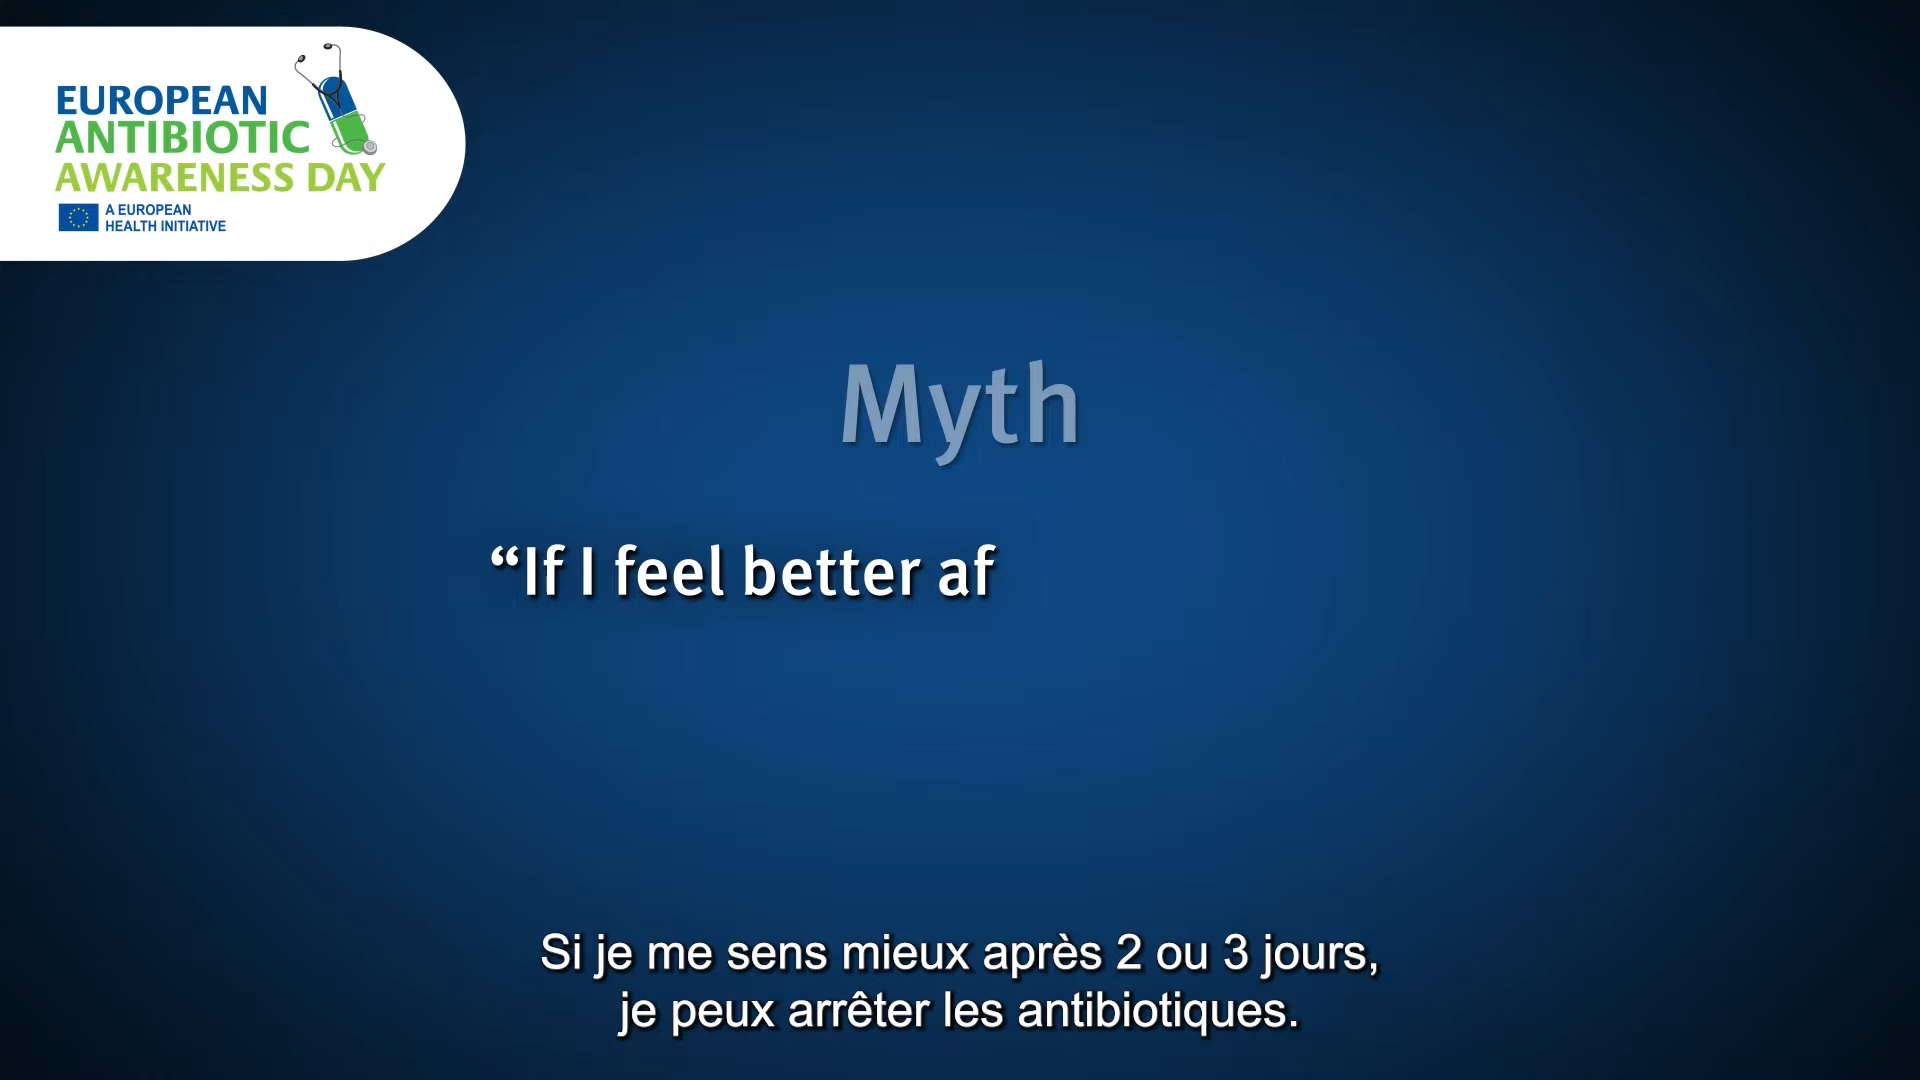 EUROPEAN
ANTIBIOTIC
AWARENESS DAY
A EUROPEAN
HEALTH INITIATIVE
Myth
“If I feel better af
Si je me sens mieux après 2 ou 3 jours,
je peux arrêter les antibiotiques.